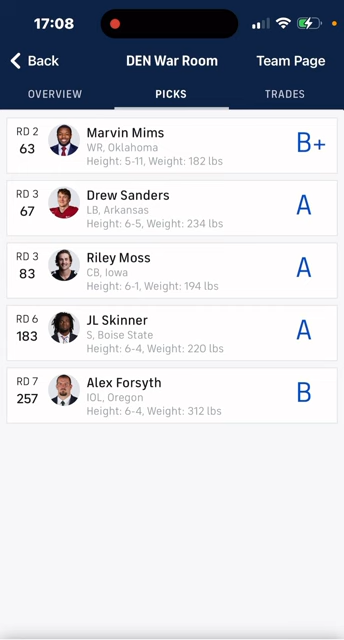 17:08
Back
DEN War Room
Team Page
OVERVIEW
PICKS
TRADES
RD 2
63
Marvin Mims
WR, Oklahoma
Height: 5-11, Weight: 182 lbs
B+
RD 3
67
Drew Sanders
LB, Arkansas
Height: 6-5, Weight: 234 lbs
A
RD 3
83
Riley Moss
CB, Iowa
Height: 6-1, Weight: 194 lbs
A
RD 6
183
JL Skinner
S, Boise State
Height: 6-4, Weight: 220 lbs
A
RD 7
257
Alex Forsyth
IOL, Oregon
Height: 6-4, Weight: 312 lbs
B